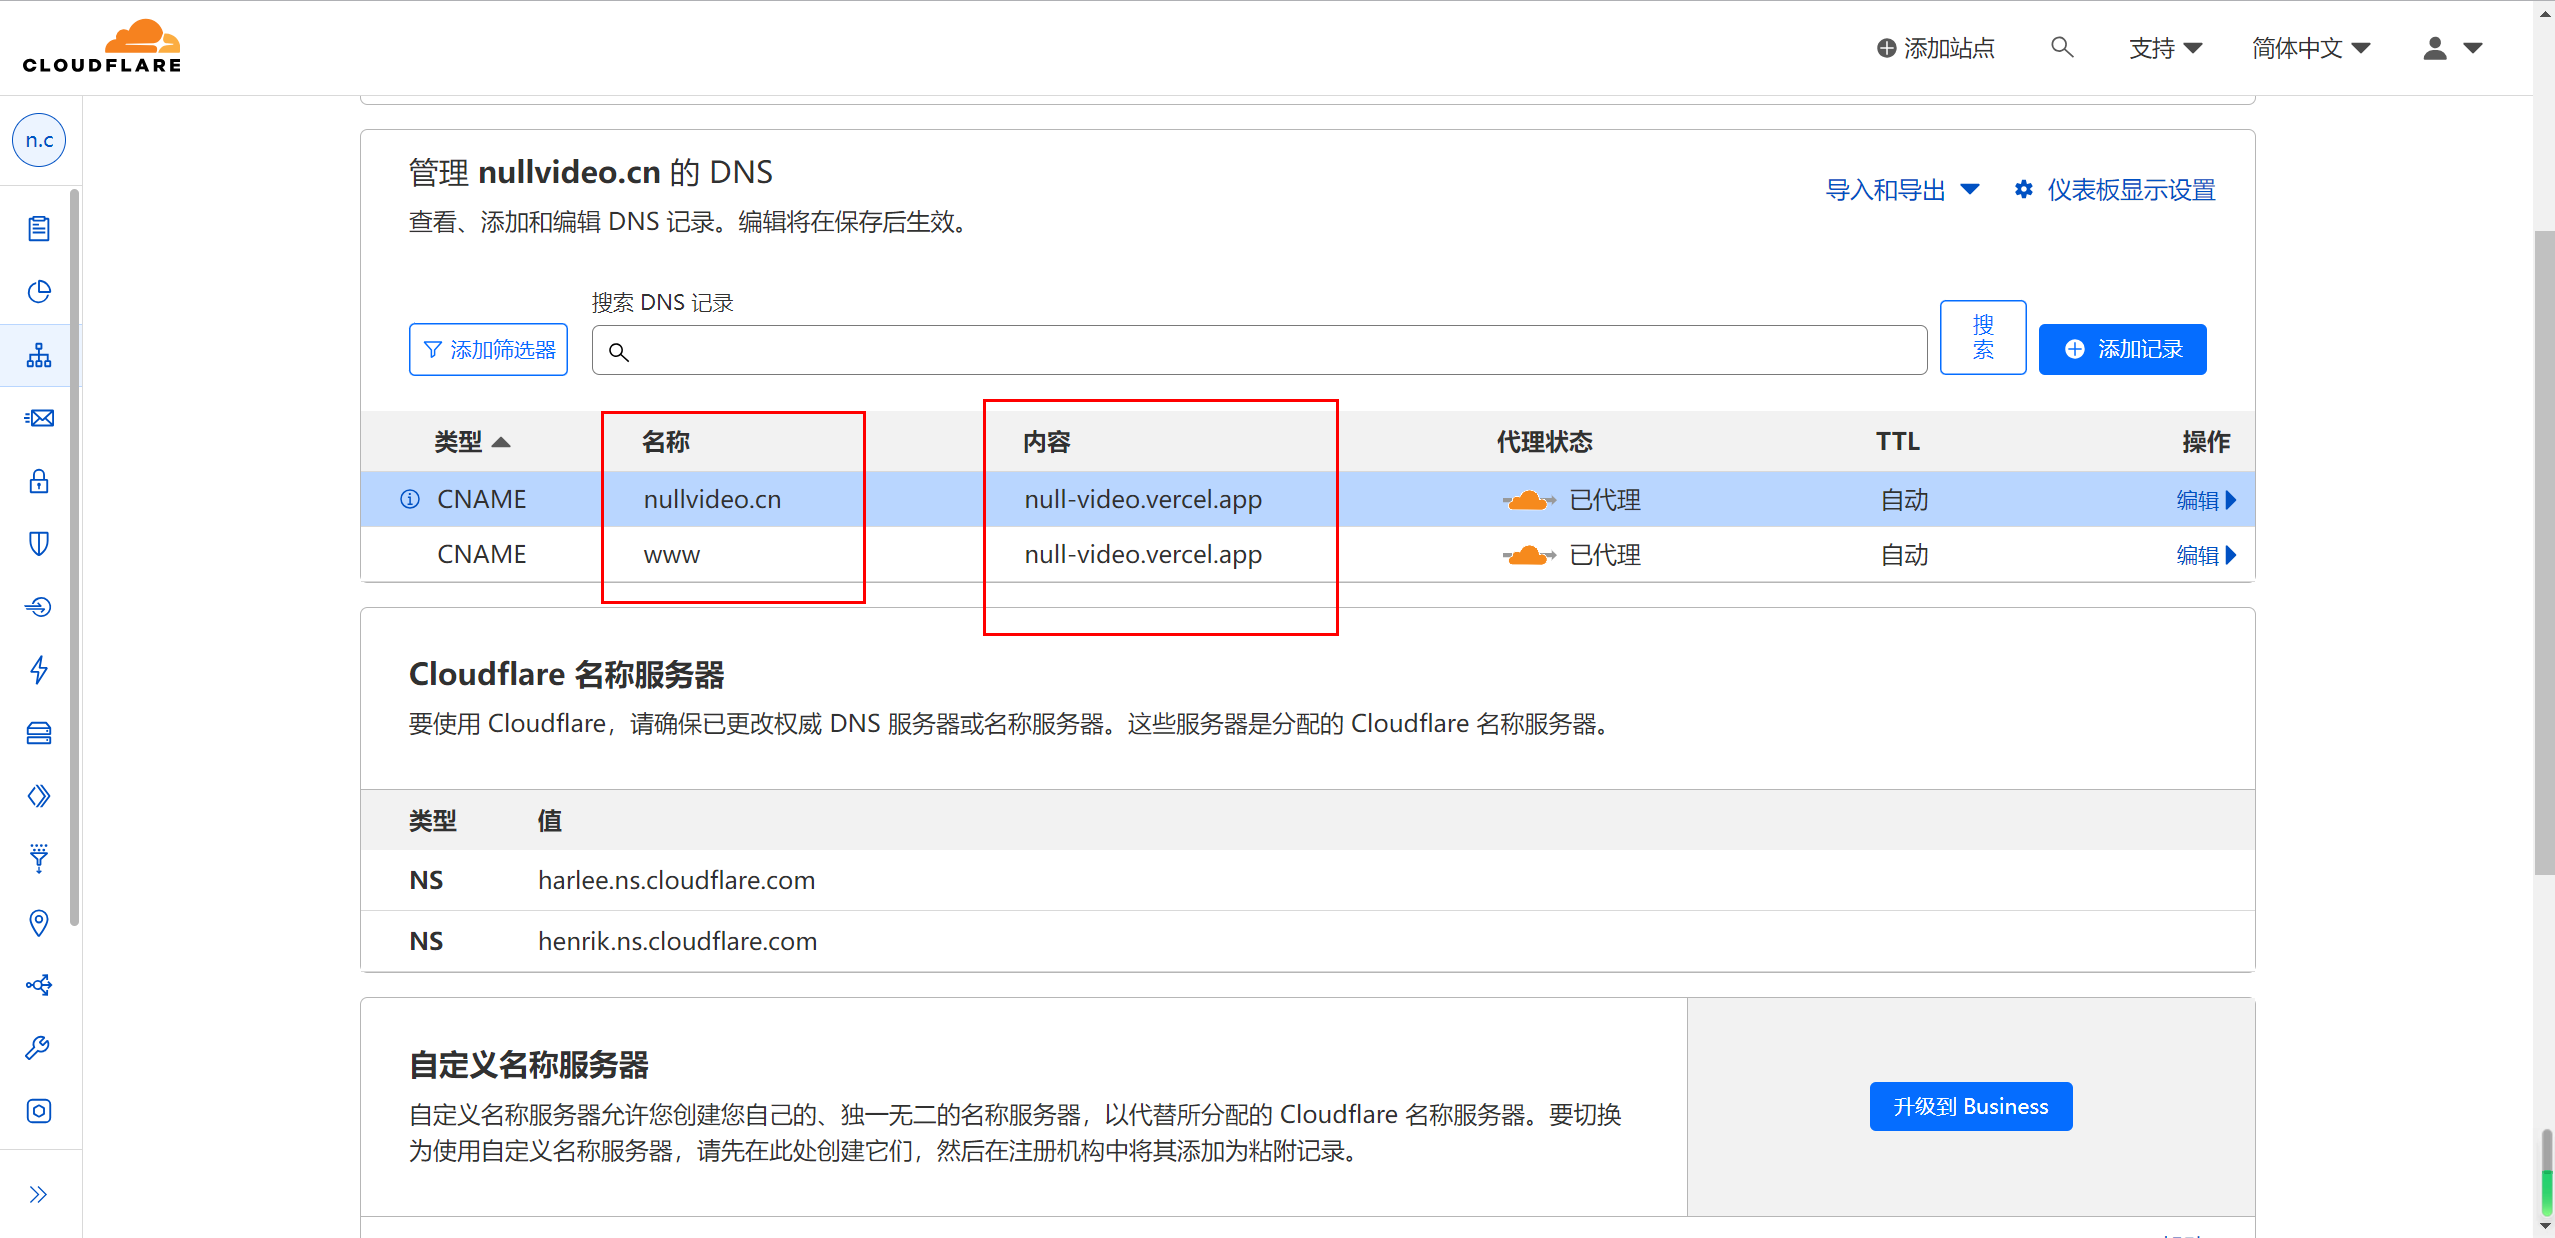 CLOUDFLARE
添加站点
支持
简体中文
n.c
管理 nullvideo.cn 的 DNS
查看、添加和编辑 DNS 记录。编辑将在保存后生效。
导入和导出
仪表板显示设置
搜索 DNS 记录
添加筛选器
搜
索
添加记录
类型 名称 内容 代理状态 TTL 操作
CNAME nullvideo.cn null-video.vercel.app 已代理 自动 编辑
CNAME www null-video.vercel.app 已代理 自动 编辑
Cloudflare 名称服务器
要使用 Cloudflare，请确保已更改权威 DNS 服务器或名称服务器。这些服务器是分配的 Cloudflare 名称服务器。
类型 值
NS harlee.ns.cloudflare.com
NS henrik.ns.cloudflare.com
自定义名称服务器
自定义名称服务器允许您创建您自己的、独一无二的名称服务器，以代替所分配的 Cloudflare 名称服务器。要切换
为使用自定义名称服务器，请先在此处创建它们，然后在注册机构中将其添加为粘附记录。
升级到 Business